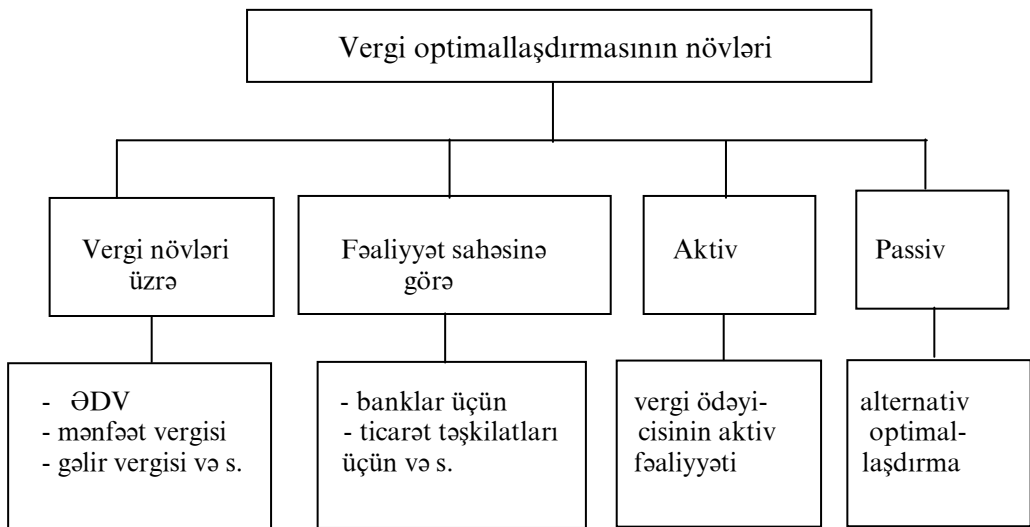 Vergi optimallaşdırmasının növləri
Vergi növləri
üzrə
Fəaliyyət sahəsinə
görə
Aktiv
Passiv
- ƏDV
- mənfəət vergisi
- gəlir vergisi və s.
- banklar üçün
- ticarət təşkilatları
üçün və s.
vergi ödəyi-
cisinin aktiv
fəaliyyəti
alternativ
optimal-
laşdırma